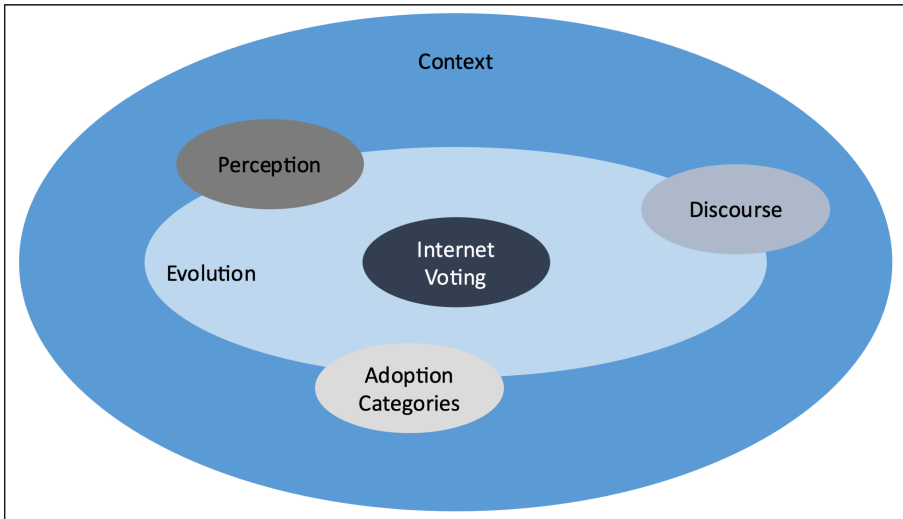 Context
Perception
Discourse
Internet
Voting
Evolution
Adoption
Categories